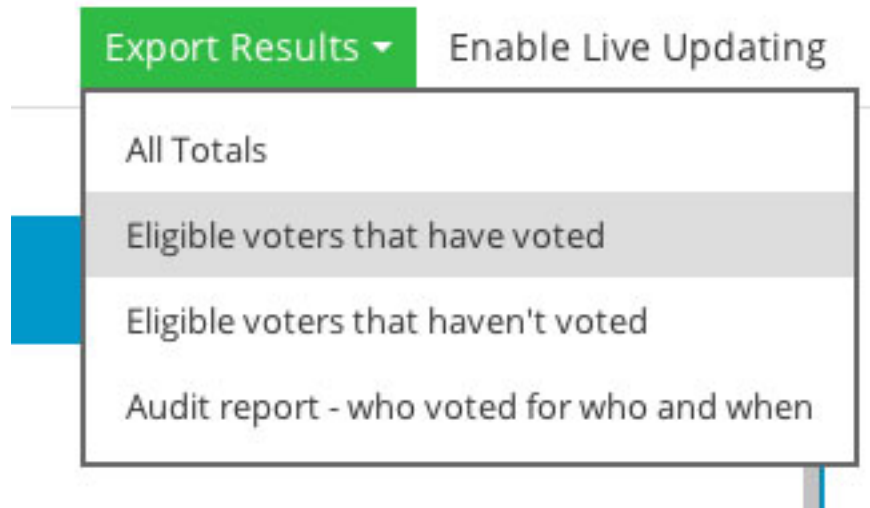 Export Results Enable Live Updating
All Totals
Eligible voters that have voted
Eligible voters that haven't voted
Audit report - who voted for who and when